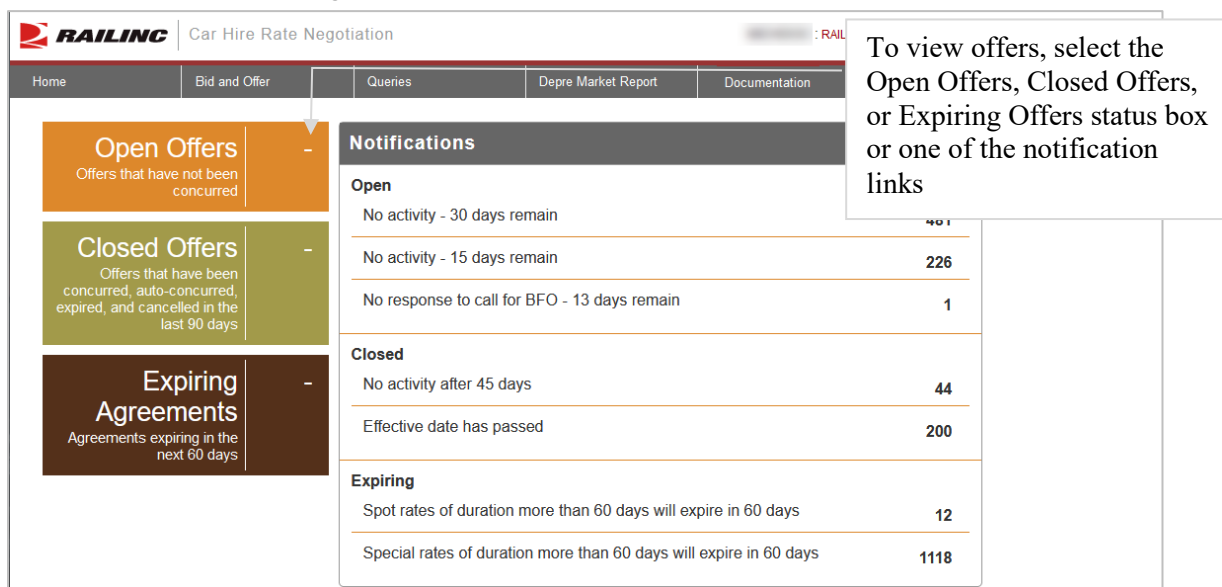 RAILINC
Car Hire Rate Negotiation
: RAIL
Home
Bid and Offer
Queries
Depre Market Report
Documentation
To view offers, select the
Open Offers, Closed Offers,
or Expiring Offers status box
or one of the notification
links
Open Offers -
Offers that have not been
concurred
Closed Offers -
Offers that have been
concurred, auto-concurred,
expired, and cancelled in the
last 90 days
Expiring -
Agreements
Agreements expiring in the
next 60 days
Notifications
Open
No activity - 30 days remain 481
No activity - 15 days remain 226
No response to call for BFO - 13 days remain 1
Closed
No activity after 45 days 44
Effective date has passed 200
Expiring
Spot rates of duration more than 60 days will expire in 60 days 12
Special rates of duration more than 60 days will expire in 60 days 1118